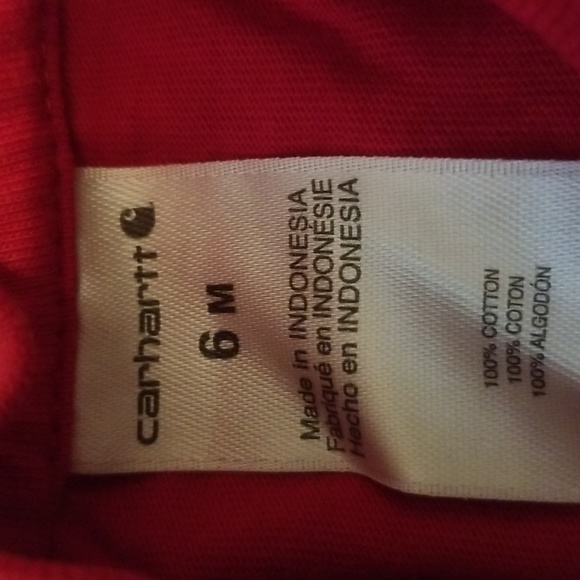 carhartt
6 M
Made in INDONESIA
Fabriqué en INDONÉSIE
Hecho en INDONESIA
100% COTTON
100% COTON
100% ALGODÓN